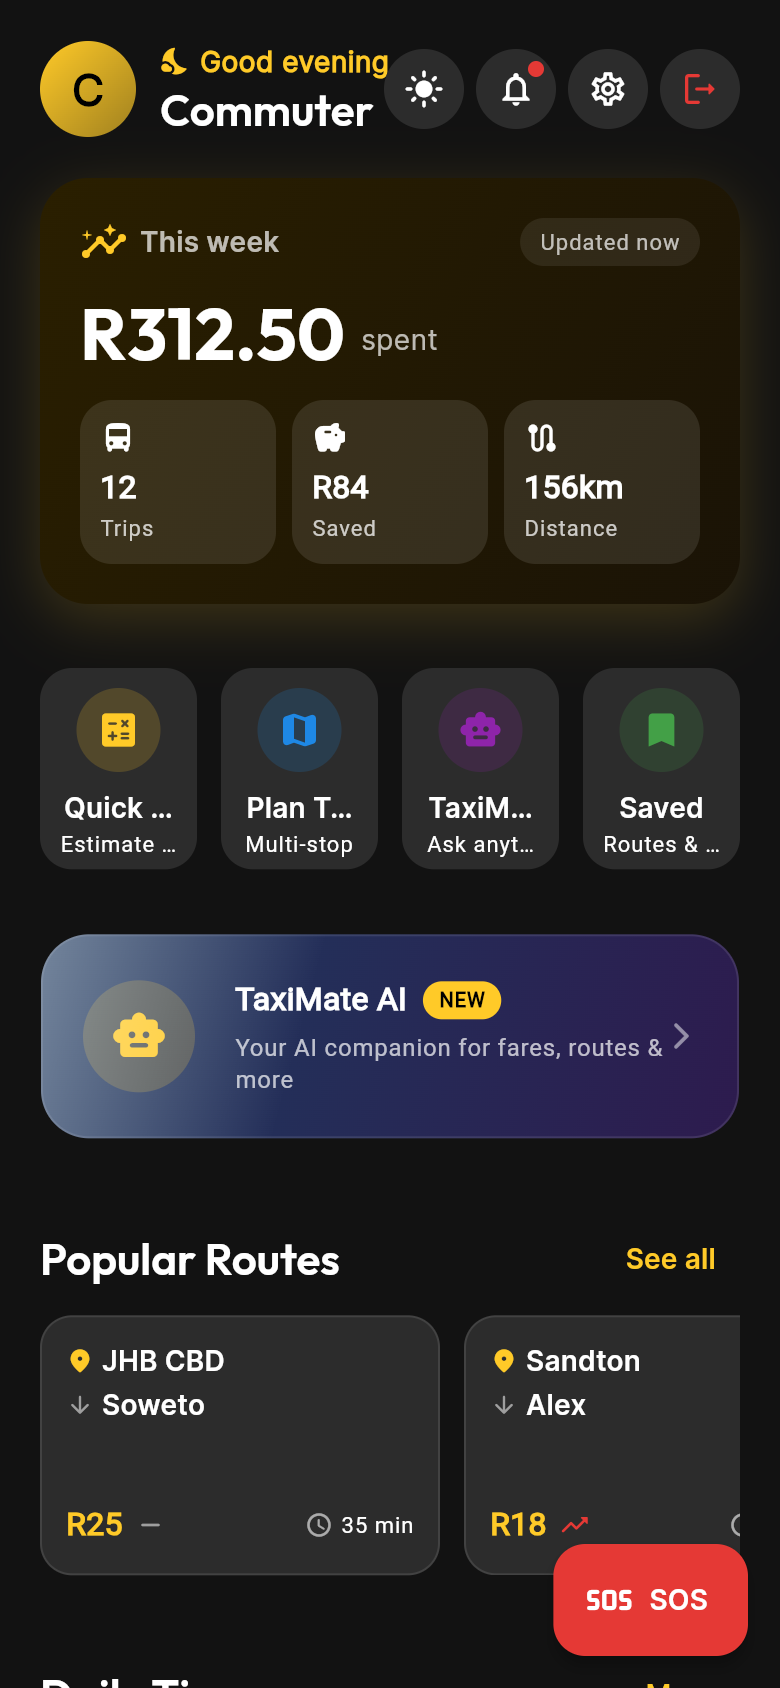 C
Good evening
Commuter
This week
Updated now
R312.50 spent
12
Trips
R84
Saved
156km
Distance
Quick ...
Estimate ...
Plan T...
Multi-stop
TaxiM...
Ask anyt...
Saved
Routes & ...
TaxiMate AI NEW
Your AI companion for fares, routes &
more
Popular Routes
See all
JHB CBD
Soweto
R25
35 min
Sandton
Alex
R18
SOS SOS